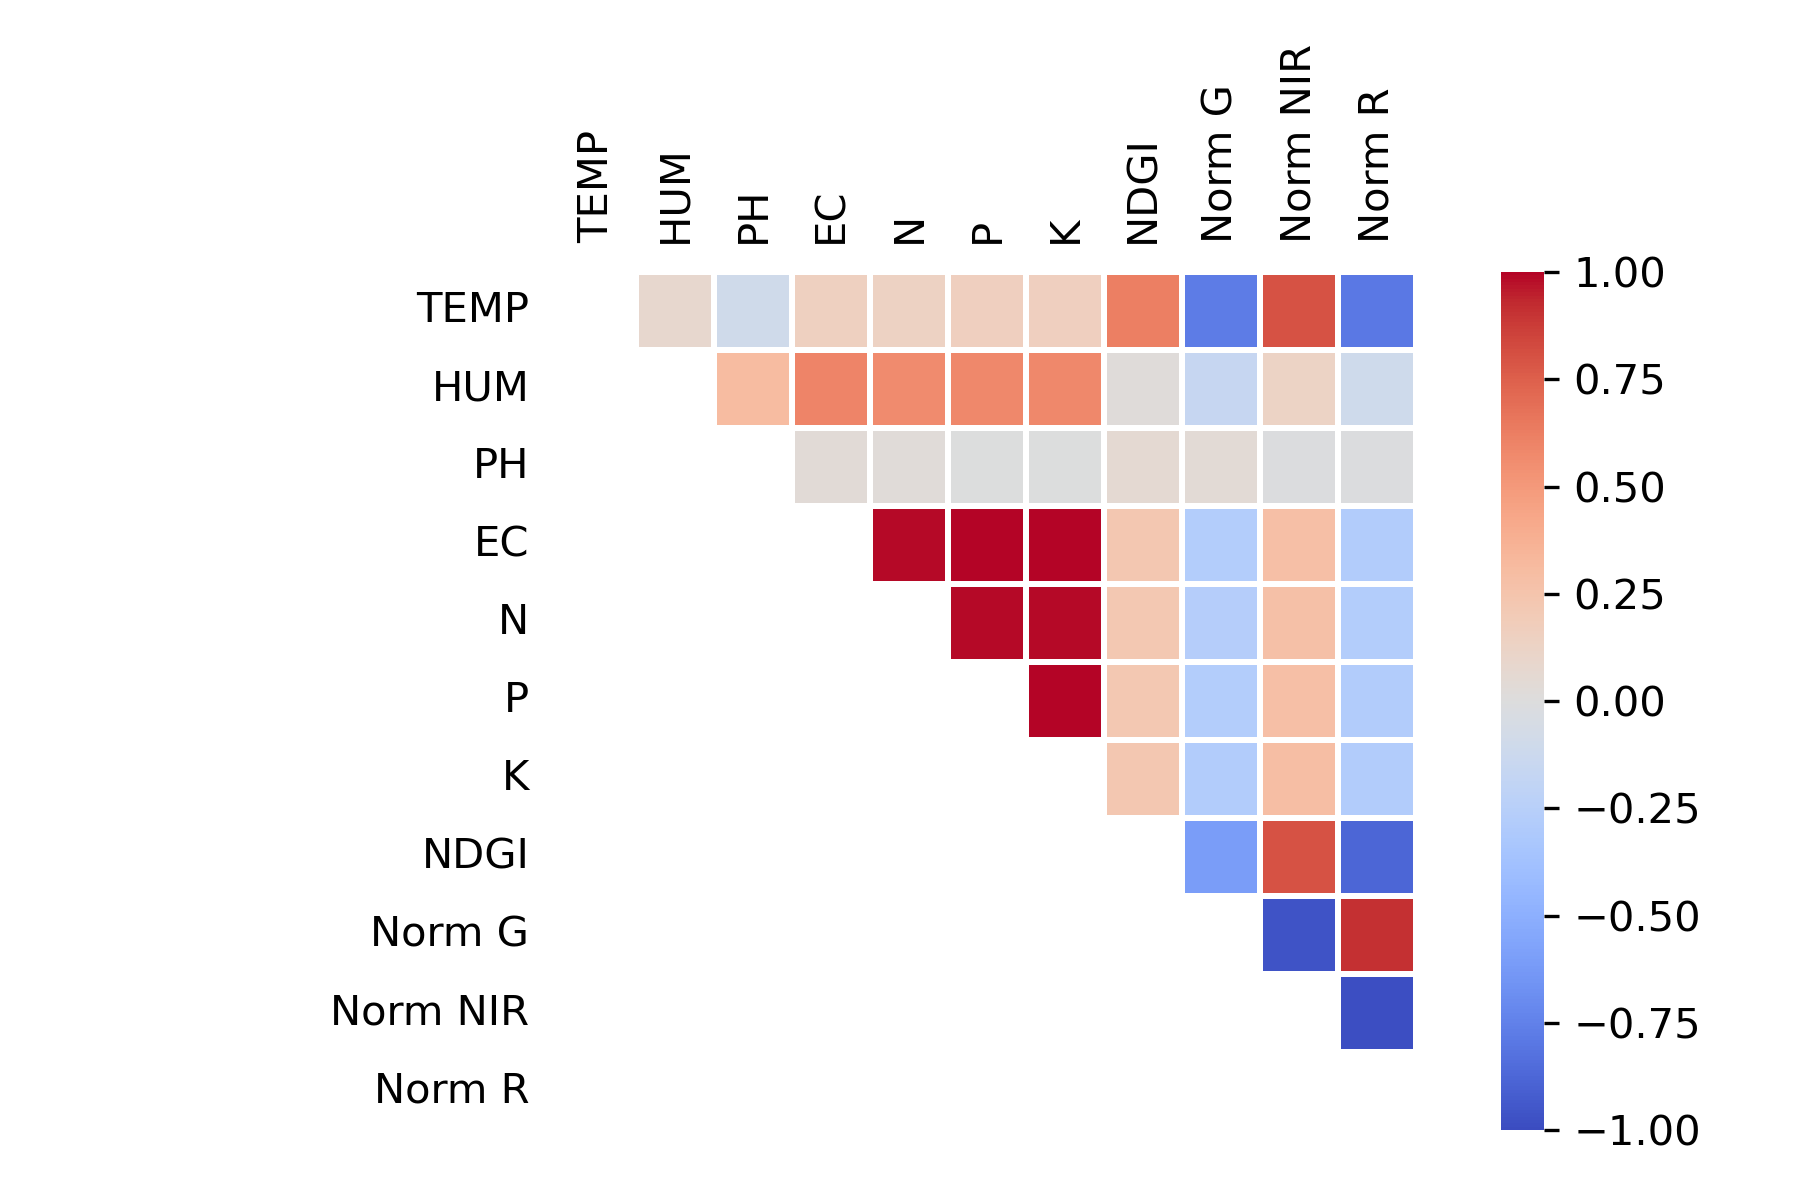 TEMP
HUM
PH
EC
N
P
K
NDGI
Norm G
Norm NIR
Norm R
TEMP
HUM
PH
EC
N
P
K
NDGI
Norm G
Norm NIR
Norm R
1.00
0.75
0.50
0.25
0.00
−0.25
−0.50
−0.75
−1.00